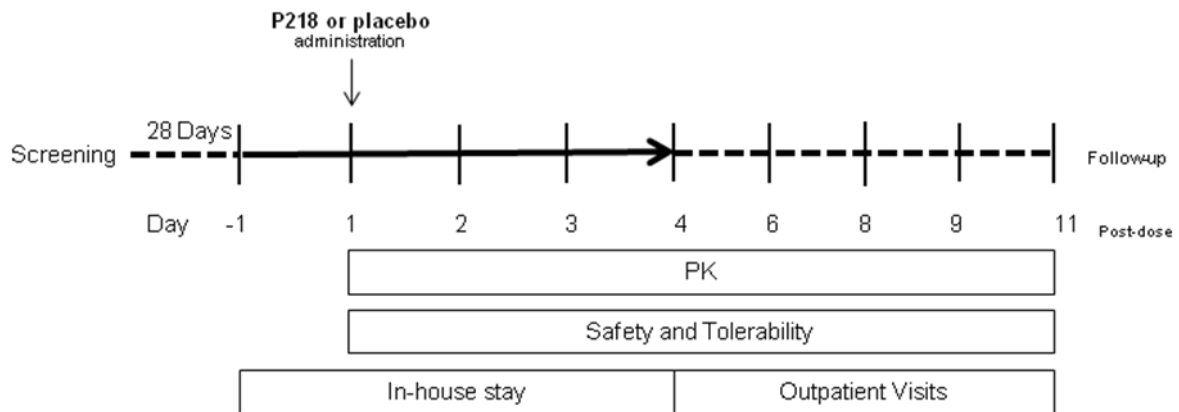 P218 or placebo
administration
28 Days
Screening
Follow-up
Day -1 1 2 3 4 6 8 9 11 Post-dose
PK
Safety and Tolerability
In-house stay Outpatient Visits